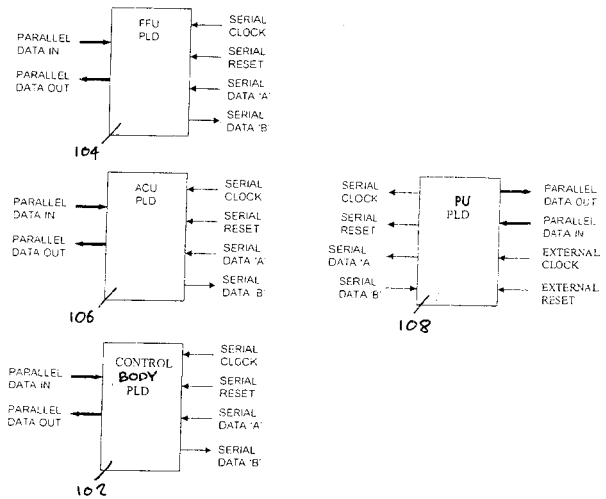 FFU
PLD
PARALLEL
DATA IN
PARALLEL
DATA OUT
SERIAL
CLOCK
SERIAL
RESET
SERIAL
DATA 'A'
SERIAL
DATA 'B'
104
ACU
PLD
PARALLEL
DATA IN
PARALLEL
DATA OUT
SERIAL
CLOCK
SERIAL
RESET
SERIAL
DATA 'A'
SERIAL
DATA 'B'
106
PU
PLD
SERIAL
CLOCK
SERIAL
RESET
SERIAL
DATA 'A
SERIAL
DATA 'B'
PARALLEL
DATA OUT
PARALLEL
DATA IN
EXTERNAL
CLOCK
EXTERNAL
RESET
108
CONTROL
BODY
PLD
PARALLEL
DATA IN
PARALLEL
DATA OUT
SERIAL
CLOCK
SERIAL
RESET
SERIAL
DATA 'A'
SERIAL
DATA 'B'
102